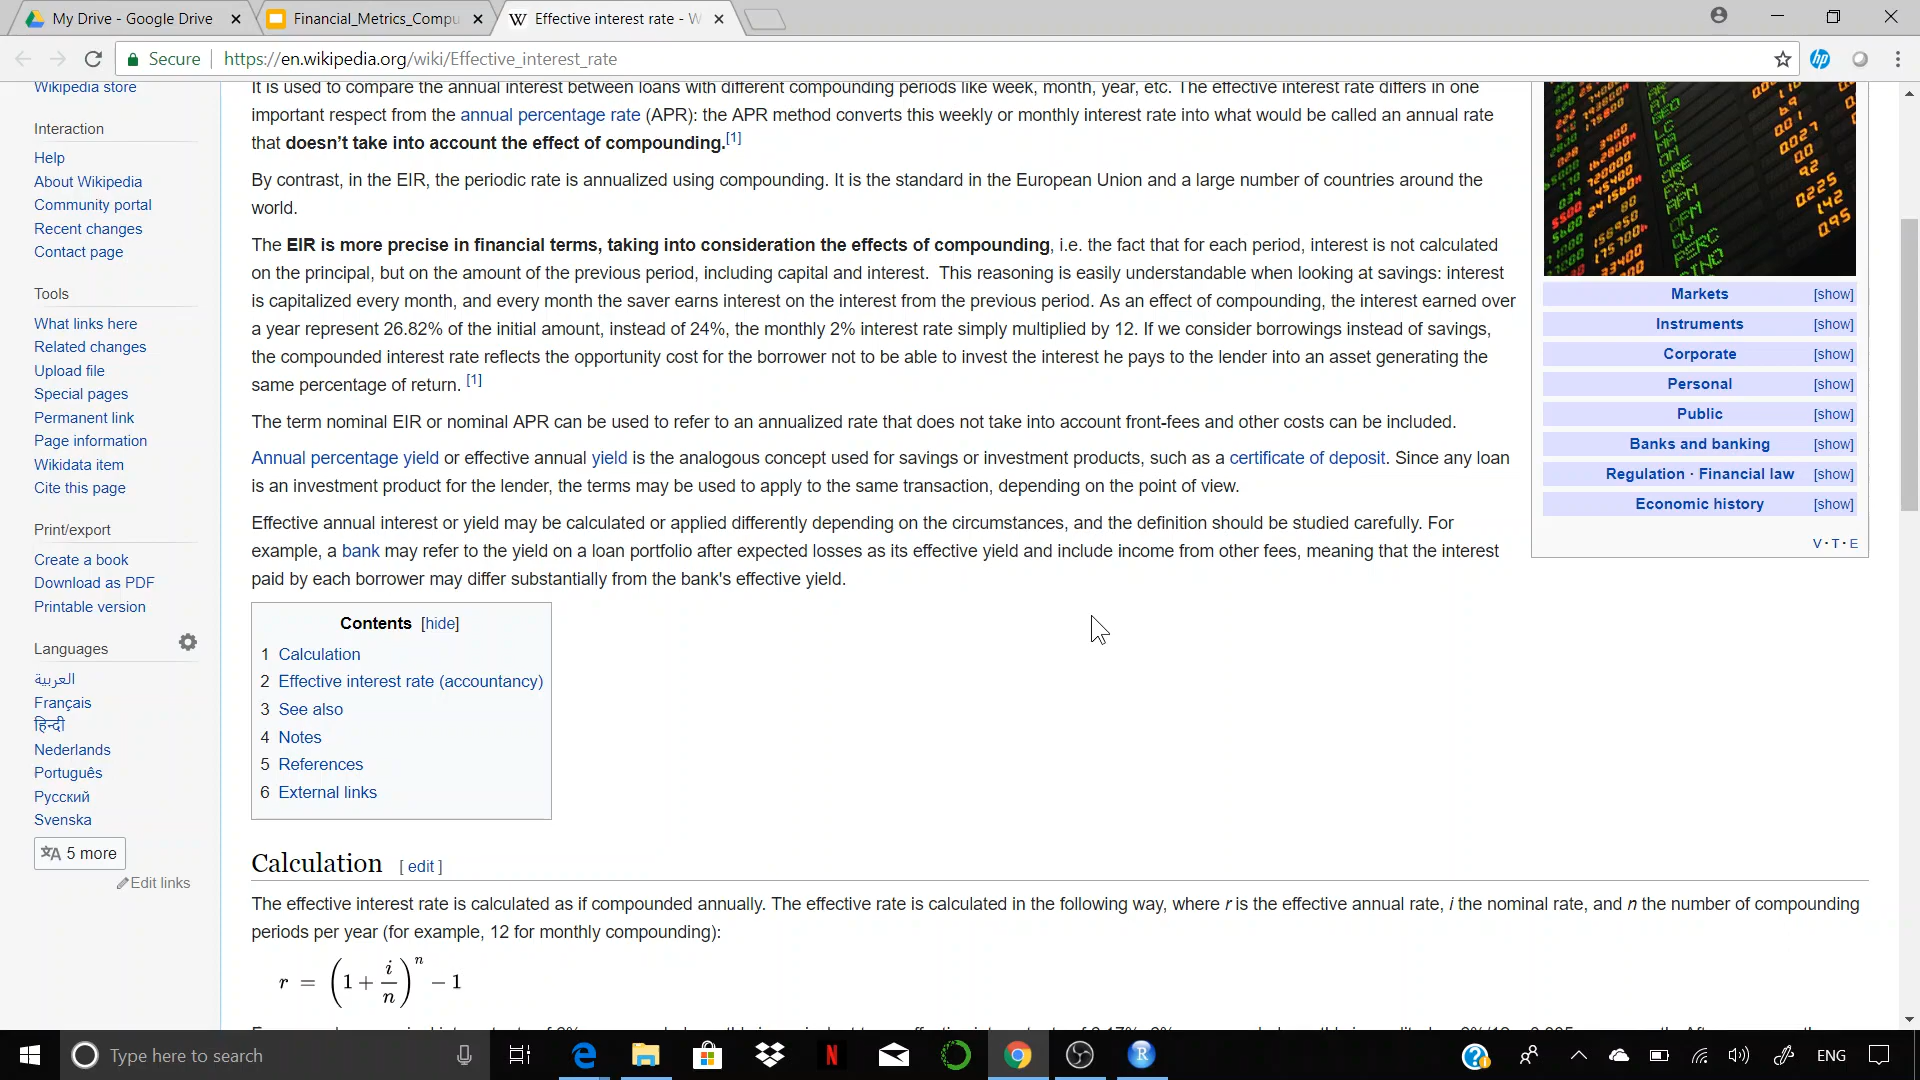 My Drive - Google Drive
Financial_Metrics_Compu
W Effective interest rate - W
Secure https://en.wikipedia.org/wiki/Effective_interest_rate
hp
Wikipedia store
Interaction
Help
About Wikipedia
Community portal
Recent changes
Contact page
Tools
What links here
Related changes
Upload file
Special pages
Permanent link
Page information
Wikidata item
Cite this page
Print/export
Create a book
Download as PDF
Printable version
Languages
العربية
Français
हिन्दी
Nederlands
Português
Русский
Svenska
文A 5 more
Edit links
It is used to compare the annual interest between loans with different compounding periods like week, month, year, etc. The effective interest rate differs in one
important respect from the annual percentage rate (APR): the APR method converts this weekly or monthly interest rate into what would be called an annual rate
that doesn’t take into account the effect of compounding.[1]
By contrast, in the EIR, the periodic rate is annualized using compounding. It is the standard in the European Union and a large number of countries around the
world.
The EIR is more precise in financial terms, taking into consideration the effects of compounding, i.e. the fact that for each period, interest is not calculated
on the principal, but on the amount of the previous period, including capital and interest. This reasoning is easily understandable when looking at savings: interest
is capitalized every month, and every month the saver earns interest on the interest from the previous period. As an effect of compounding, the interest earned over
a year represent 26.82% of the initial amount, instead of 24%, the monthly 2% interest rate simply multiplied by 12. If we consider borrowings instead of savings,
the compounded interest rate reflects the opportunity cost for the borrower not to be able to invest the interest he pays to the lender into an asset generating the
same percentage of return. [1]
The term nominal EIR or nominal APR can be used to refer to an annualized rate that does not take into account front-fees and other costs can be included.
Annual percentage yield or effective annual yield is the analogous concept used for savings or investment products, such as a certificate of deposit. Since any loan
is an investment product for the lender, the terms may be used to apply to the same transaction, depending on the point of view.
Effective annual interest or yield may be calculated or applied differently depending on the circumstances, and the definition should be studied carefully. For
example, a bank may refer to the yield on a loan portfolio after expected losses as its effective yield and include income from other fees, meaning that the interest
paid by each borrower may differ substantially from the bank's effective yield.
Contents [hide]
1 Calculation
2 Effective interest rate (accountancy)
3 See also
4 Notes
5 References
6 External links
Calculation [ edit ]
The effective interest rate is calculated as if compounded annually. The effective rate is calculated in the following way, where r is the effective annual rate, i the nominal rate, and n the number of compounding
periods per year (for example, 12 for monthly compounding):
r = (1 + i/n)^n − 1
Markets [show]
Instruments [show]
Corporate [show]
Personal [show]
Public [show]
Banks and banking [show]
Regulation · Financial law [show]
Economic history [show]
V · T · E
Type here to search
ENG